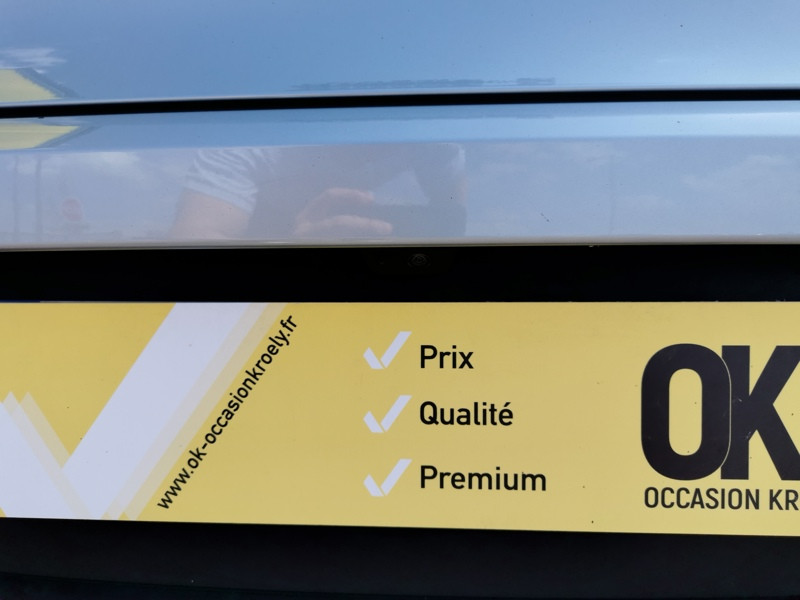 www.ok-occasionkroely.fr
Prix
Qualité
Premium
OK
OCCASION KR